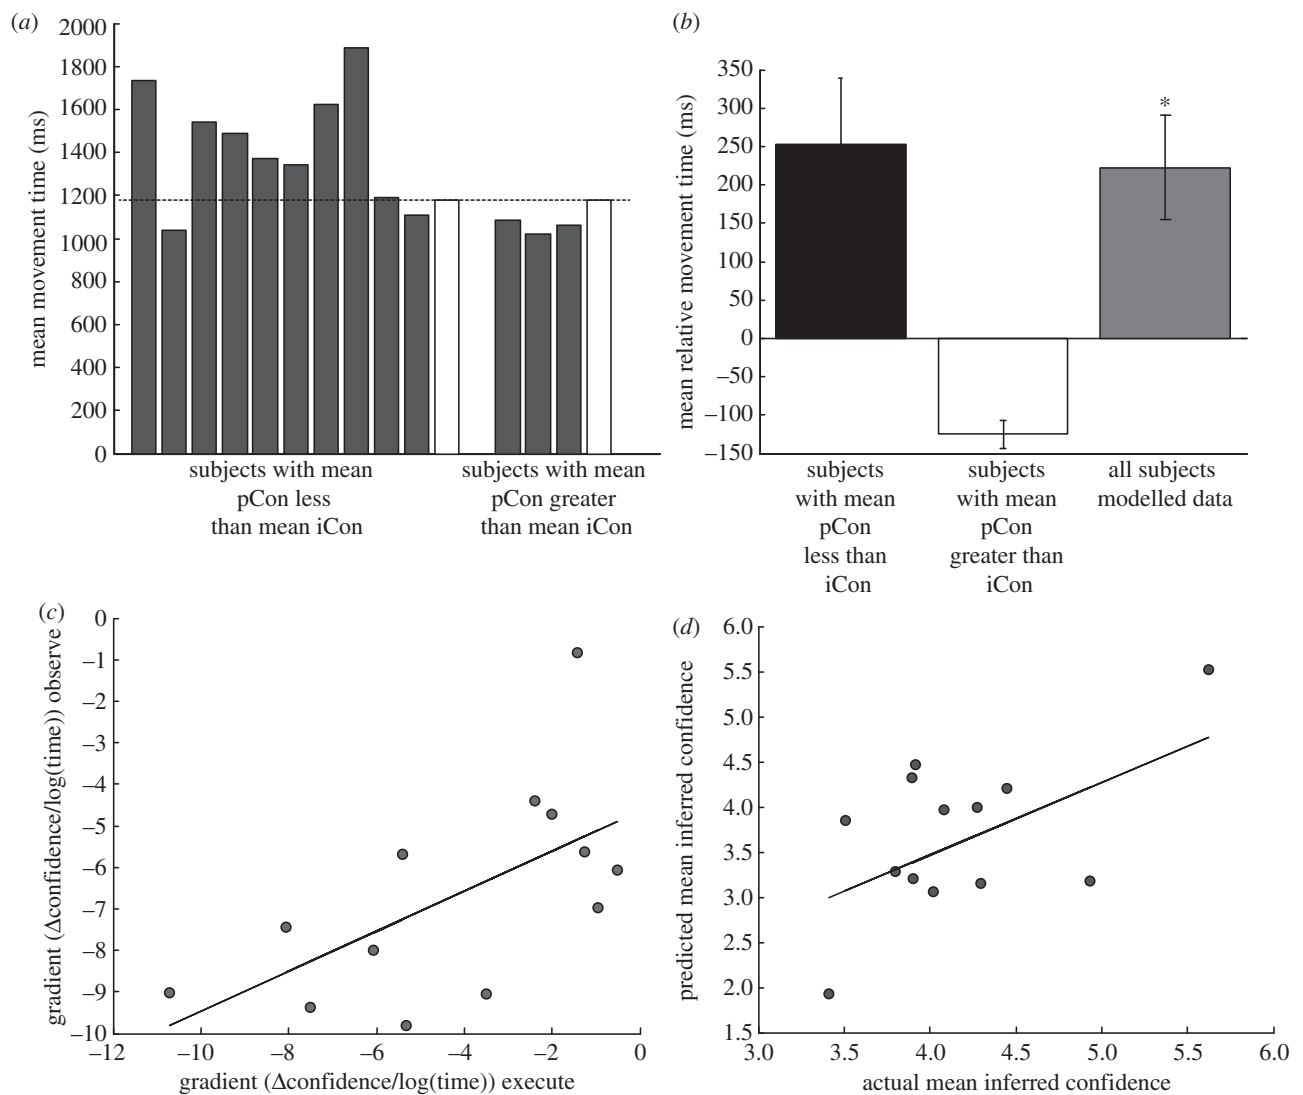 (a)
mean movement time (ms)
2000
1800
1600
1400
1200
1000
800
600
400
200
0
subjects with mean
pCon less
than mean iCon
subjects with mean
pCon greater
than mean iCon
(b)
mean relative movement time (ms)
350
300
250
200
150
100
50
0
–50
–100
–150
*
subjects
with mean
pCon
less than
iCon
subjects
with mean
pCon
greater than
iCon
all subjects
modelled data
(c)
gradient (Δconfidence/log(time)) observe
0
–1
–2
–3
–4
–5
–6
–7
–8
–9
–10
–12
–10
–8
–6
–4
–2
0
gradient (Δconfidence/log(time)) execute
(d)
predicted mean inferred confidence
6.0
5.5
5.0
4.5
4.0
3.5
3.0
2.5
2.0
1.5
3.0
3.5
4.0
4.5
5.0
5.5
6.0
actual mean inferred confidence